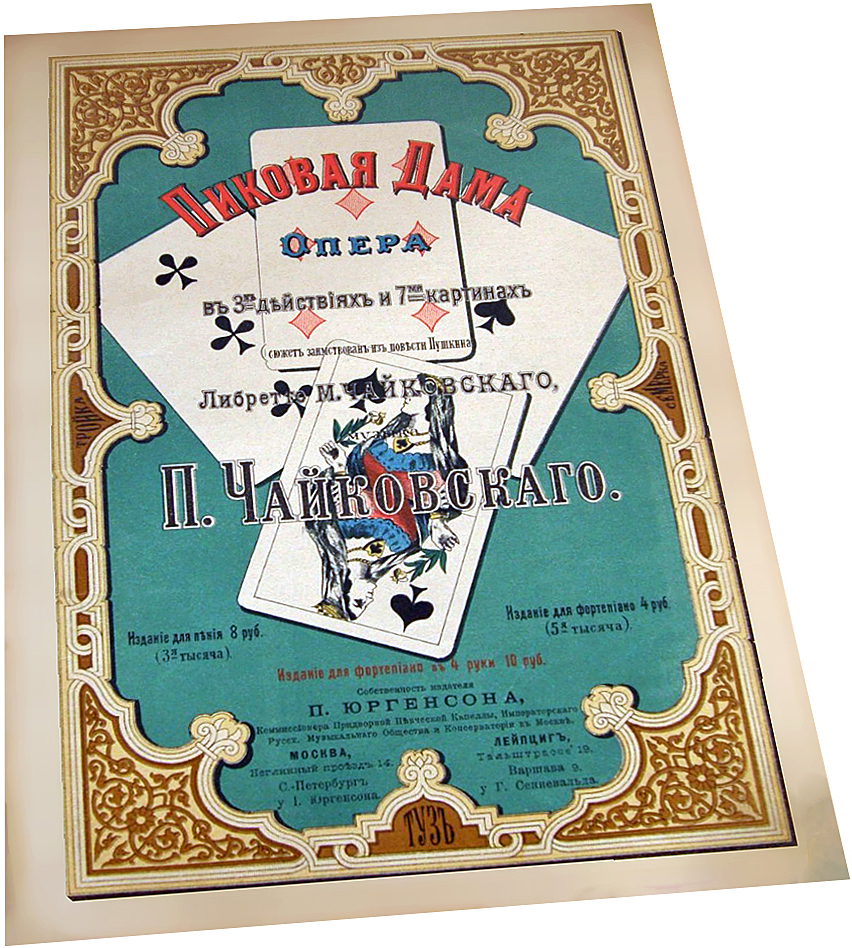 Пиковая Дама
Опера
въ 3хъ дѣйствіяхъ и 7ми картинахъ
сюжетъ заимствованъ изъ повѣсти Пушкина
Либретто М. Чайковскаго,
музыка
П. Чайковскаго.
ТРОЙКА
СЕМЕРКА
Изданіе для пѣнія 8 руб.
(3я тысяча).
Изданіе для фортепіано 4 руб.
(5я тысяча).
Изданіе для фортепіано въ 4 руки 10 руб.
Собственность издателя
П. ЮРГЕНСОНА,
Коммиссіонера Придворной Пѣвческой Капеллы, Императорскаго
Русск. Музыкальнаго Общества и Консерваторіи въ Москвѣ.
МОСКВА,
Неглинный проѣздъ 14.
С.-Петербургъ
у І. Юргенсона.
ЛЕЙПЦИГЪ,
Тальштрассе 19.
Варшава
у Г. Сенневальда.
ТУЗЪ